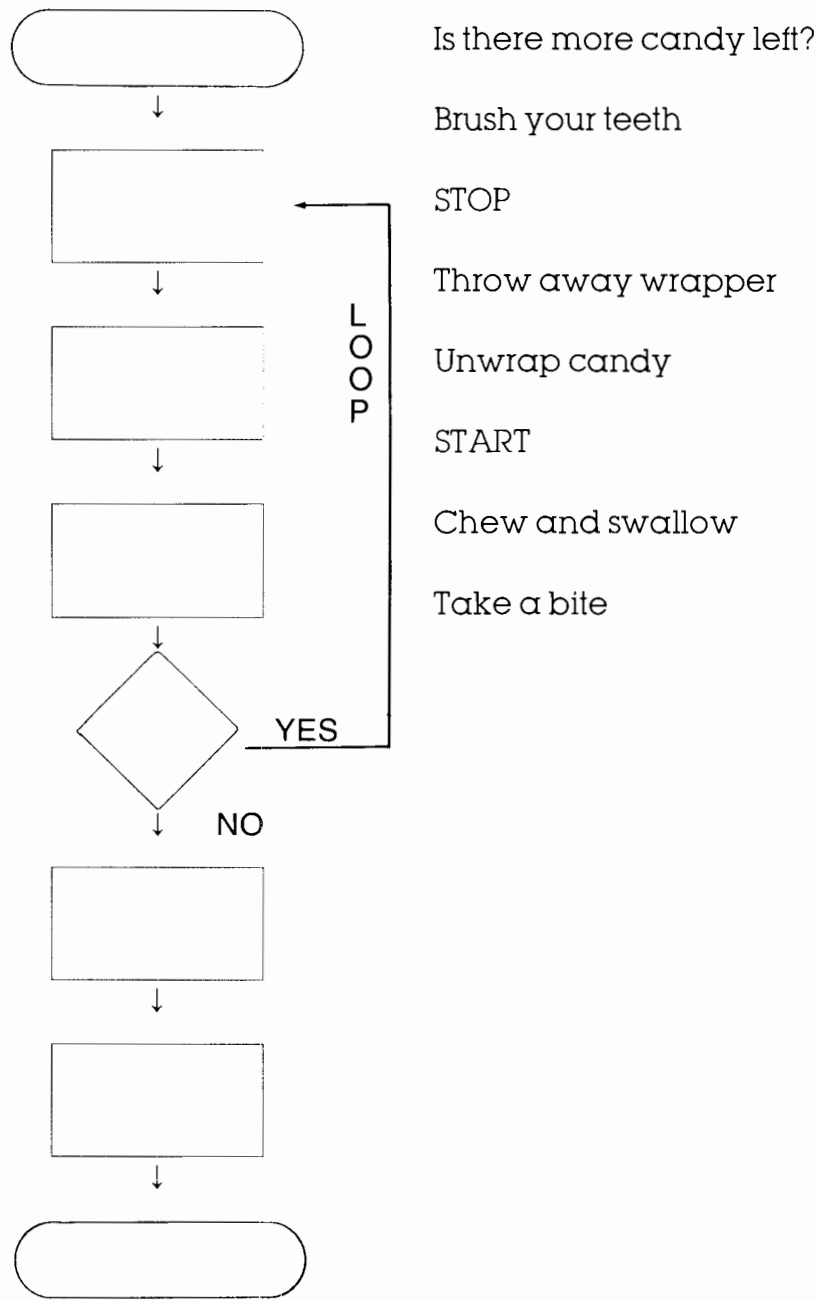 Is there more candy left?
Brush your teeth
STOP
Throw away wrapper
Unwrap candy
START
Chew and swallow
Take a bite
LOOP
YES
NO